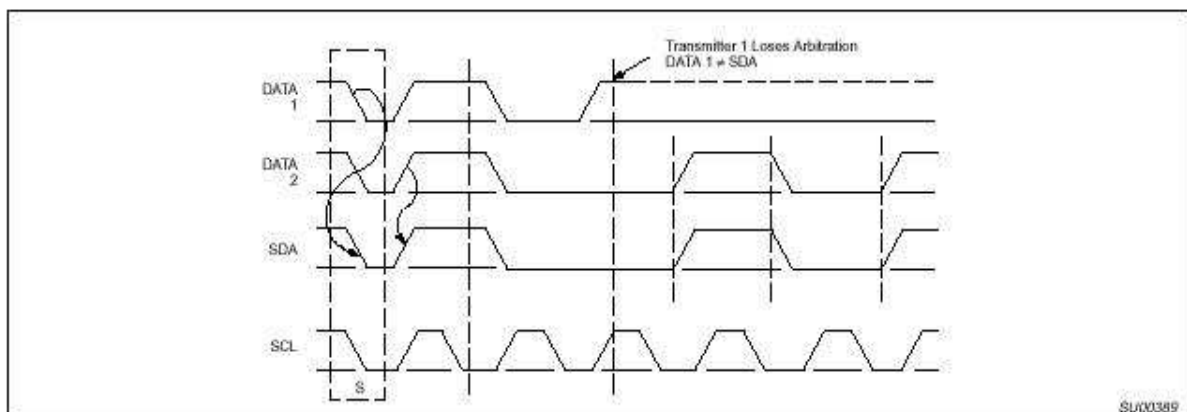 Transmitter 1 Loses Arbitration
DATA 1 ≠ SDA
DATA
1
DATA
2
SDA
SCL
S
SU00389